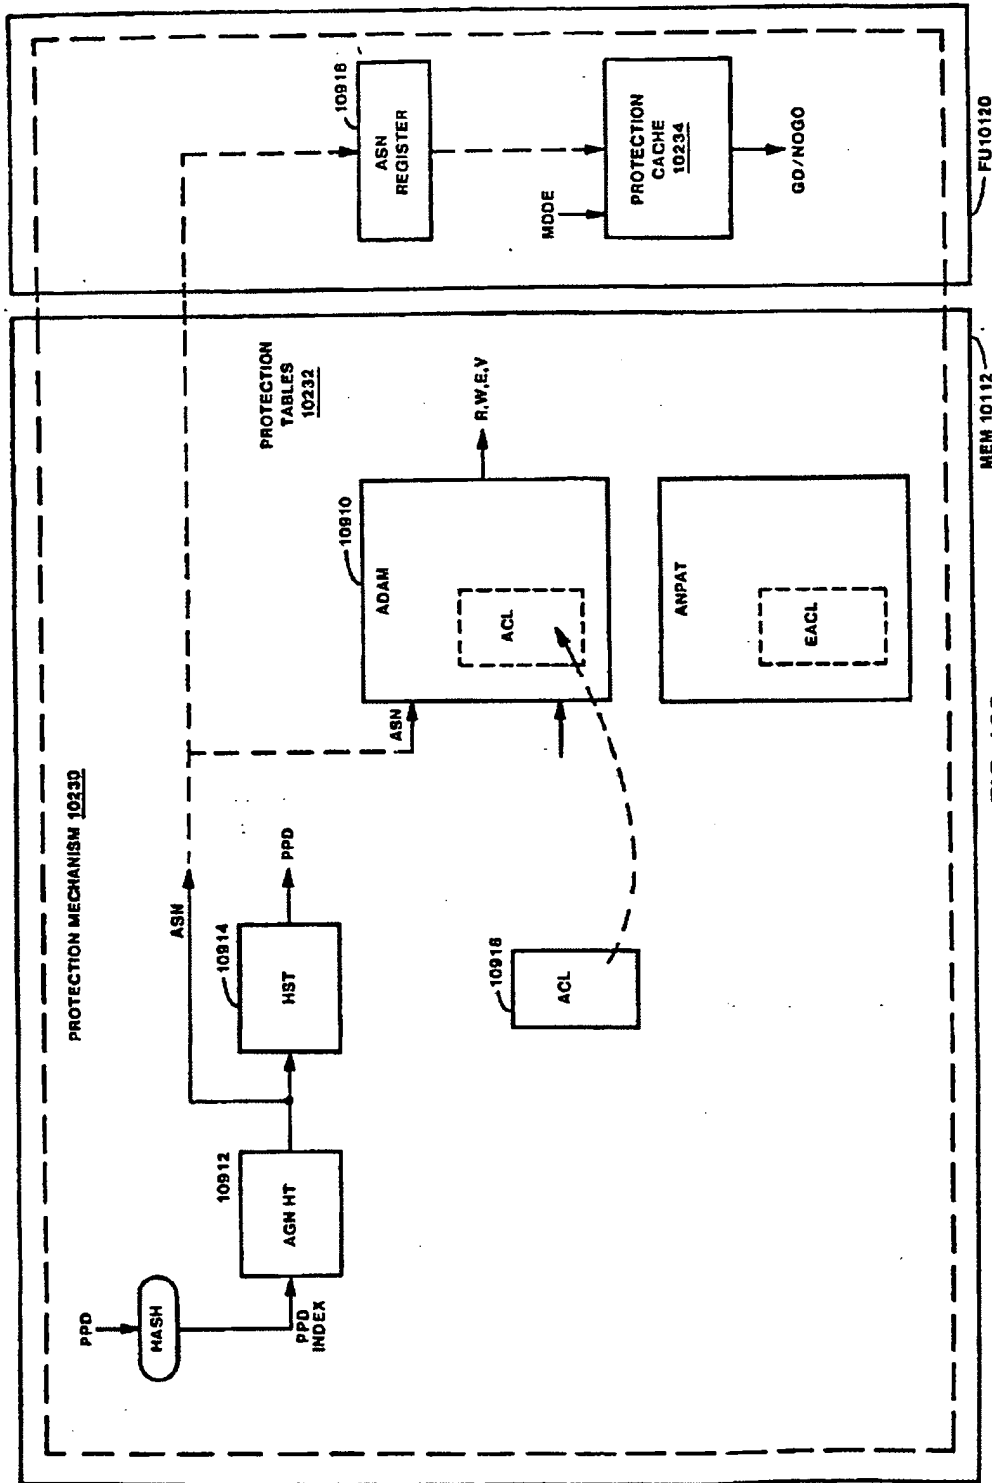 PROTECTION MECHANISM 10230
PPD
HASH
PPD
INDEX
10912
AGN HT
ASN
10914
HST
PPD
10918
ACL
PROTECTION
TABLES
10232
ASN
10910
ADAM
ACL
R,W,E,V
ANPAT
EACL
MEM 10112
10916
ASN
REGISTER
MODE
PROTECTION
CACHE
10234
GO/NOGO
FU10120